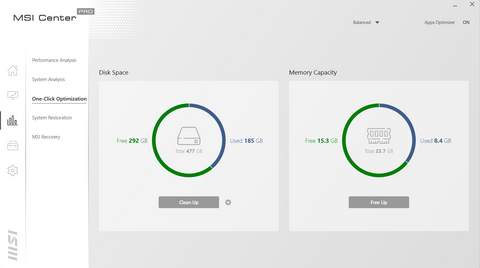 MSI Center PRO
Balanced
Apps Optimizer ON
Performance Analysis
System Analysis
One-Click Optimization
System Restoration
MSI Recovery
Disk Space
Free 292 GB
Total 477 GB
Used 185 GB
Clean Up
Memory Capacity
Free 15.3 GB
Total 23.7 GB
Used 8.4 GB
Free Up
msi